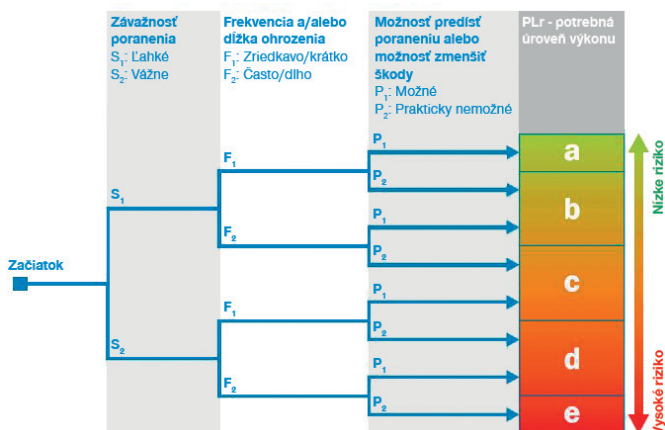 Závažnosť
poranenia
S1: Ľahké
S2: Vážne
Frekvencia a/alebo
dĺžka ohrozenia
F1: Zriedkavo/krátko
F2: Často/dlho
Možnosť predísť
poraneniu alebo
možnosť zmenšiť
škody
P1: Možné
P2: Prakticky nemožné
PLr - potrebná
úroveň výkonu
Začiatok
S1
S2
F1
F2
F1
F2
P1
P2
P1
P2
P1
P2
P1
P2
a
b
c
d
e
Nízke riziko
Vysoké riziko